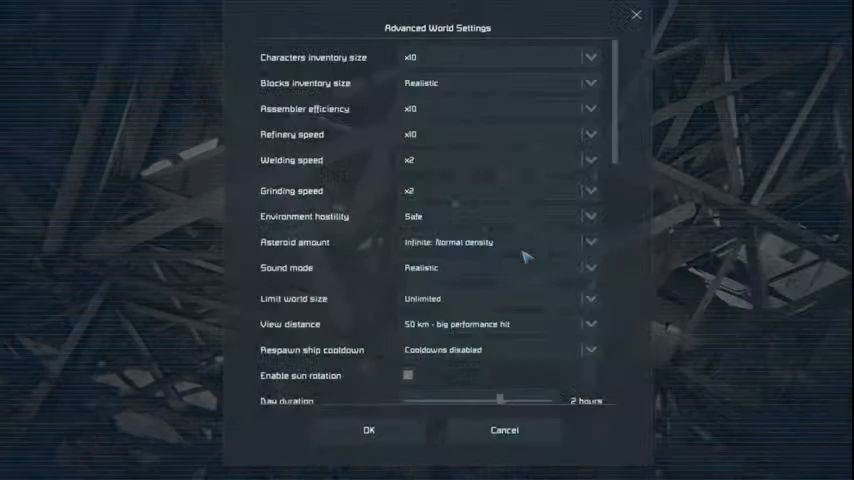 Advanced World Settings
Characters inventory size x10
Blocks inventory size Realistic
Assembler efficiency x10
Refinery speed x10
Welding speed x2
Grinding speed x2
Environment hostility Safe
Asteroid amount Infinite: Normal density
Sound mode Realistic
Limit world size Unlimited
View distance 50 km - big performance hit
Respawn ship cooldown Cooldowns disabled
Enable sun rotation
Day duration 2 hours
OK Cancel